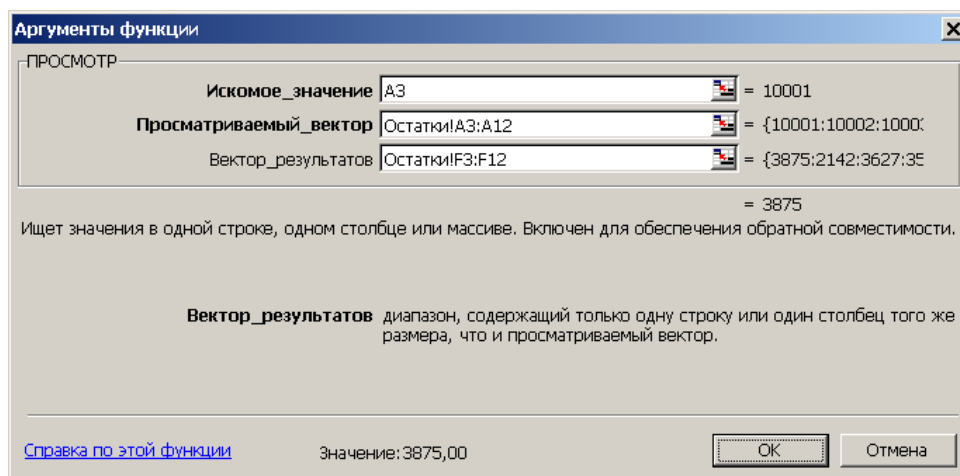 Аргументы функции
ПРОСМОТР
Искомое_значение A3 = 10001
Просматриваемый_вектор Остатки!A3:A12 = {10001:10002:10003
Вектор_результатов Остатки!F3:F12 = {3875:2142:3627:35
= 3875
Ищет значения в одной строке, одном столбце или массиве. Включен для обеспечения обратной совместимости.
Вектор_результатов диапазон, содержащий только одну строку или один столбец того же
размера, что и просматриваемый вектор.
Справка по этой функции Значение:3875,00 ОК Отмена